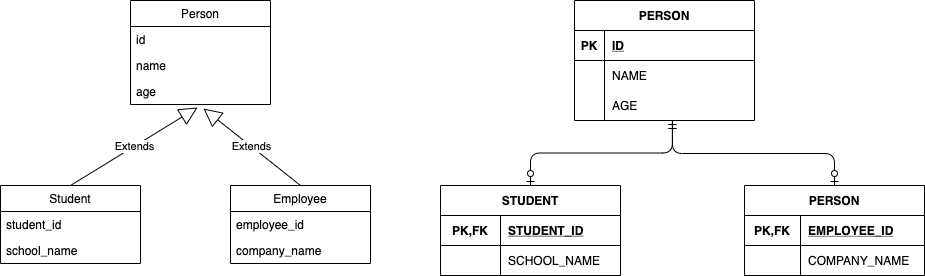 Person
id
name
age
Extends
Extends
Student
student_id
school_name
Employee
employee_id
company_name
PERSON
PK ID
NAME
AGE
STUDENT
PK,FK STUDENT_ID
SCHOOL_NAME
PERSON
PK,FK EMPLOYEE_ID
COMPANY_NAME